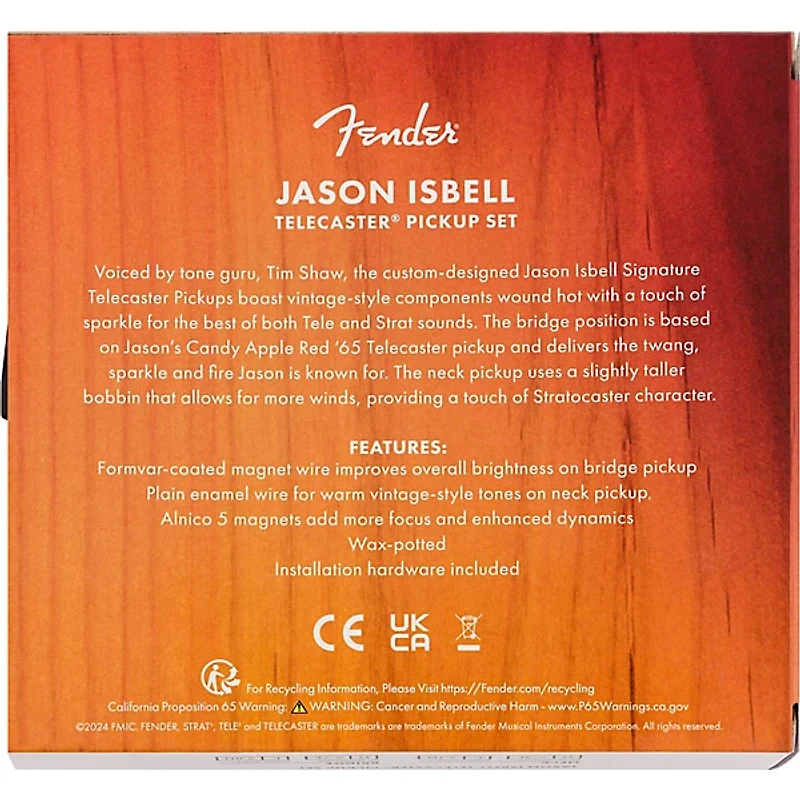 Fender
JASON ISBELL
TELECASTER® PICKUP SET
Voiced by tone guru, Tim Shaw, the custom-designed Jason Isbell Signature
Telecaster Pickups boast vintage-style components wound hot with a touch of
sparkle for the best of both Tele and Strat sounds. The bridge position is based
on Jason's Candy Apple Red '65 Telecaster pickup and delivers the twang,
sparkle and fire Jason is known for. The neck pickup uses a slightly taller
bobbin that allows for more winds, providing a touch of Stratocaster character.
FEATURES:
Formvar-coated magnet wire improves overall brightness on bridge pickup
Plain enamel wire for warm vintage-style tones on neck pickup.
Alnico 5 magnets add more focus and enhanced dynamics
Wax-potted
Installation hardware included
CE UK CA
For Recycling Information, Please Visit https://Fender.com/recycling
California Proposition 65 Warning: ⚠WARNING: Cancer and Reproductive Harm - www.P65Warnings.ca.gov
©2024 FMIC, FENDER, STRAT, TELE® and TELECASTER are trademarks are trademarks of Fender Musical Instruments Corporation. All rights reserved.